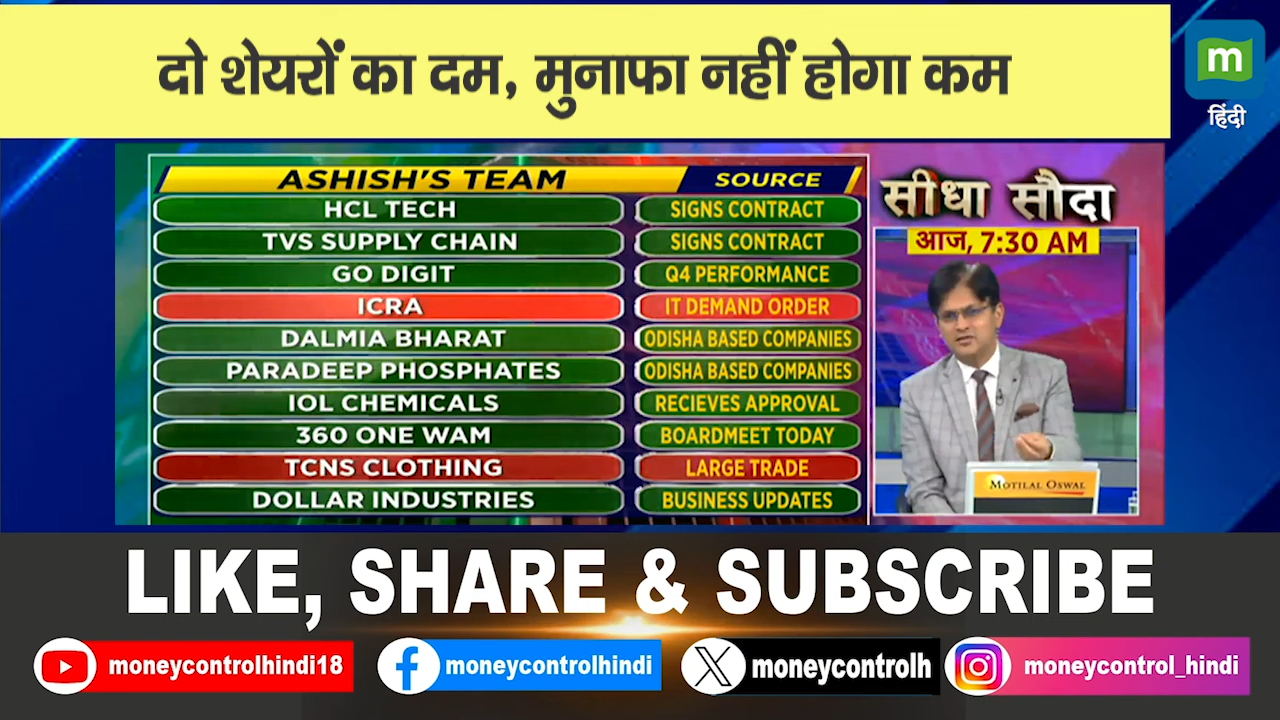 दो शेयरों का दम, मुनाफा नहीं होगा कम
m
हिंदी
ASHISH'S TEAM SOURCE
HCL TECH SIGNS CONTRACT
TVS SUPPLY CHAIN SIGNS CONTRACT
GO DIGIT Q4 PERFORMANCE
ICRA IT DEMAND ORDER
DALMIA BHARAT ODISHA BASED COMPANIES
PARADEEP PHOSPHATES ODISHA BASED COMPANIES
IOL CHEMICALS RECIEVES APPROVAL
360 ONE WAM BOARDMEET TODAY
TCNS CLOTHING LARGE TRADE
DOLLAR INDUSTRIES BUSINESS UPDATES
सीधा सौदा
आज, 7:30 AM
MOTILAL OSWAL
LIKE, SHARE & SUBSCRIBE
moneycontrolhindi18
moneycontrolhindi
moneycontrolh
moneycontrol_hindi